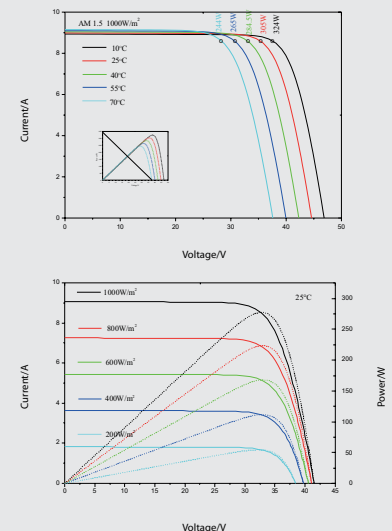 AM 1.5 1000W/m²
244W 265W 284.5W 305W 324W
10°C
25°C
40°C
55°C
70°C
Current/A
10
8
6
4
2
0
0 10 20 30 40 50
Voltage/V
1000W/m²
25°C
800W/m²
600W/m²
400W/m²
200W/m²
Current/A
10
8
6
4
2
0
300
250
200
150
100
50
0
Power/W
0 5 10 15 20 25 30 35 40 45
Voltage/V